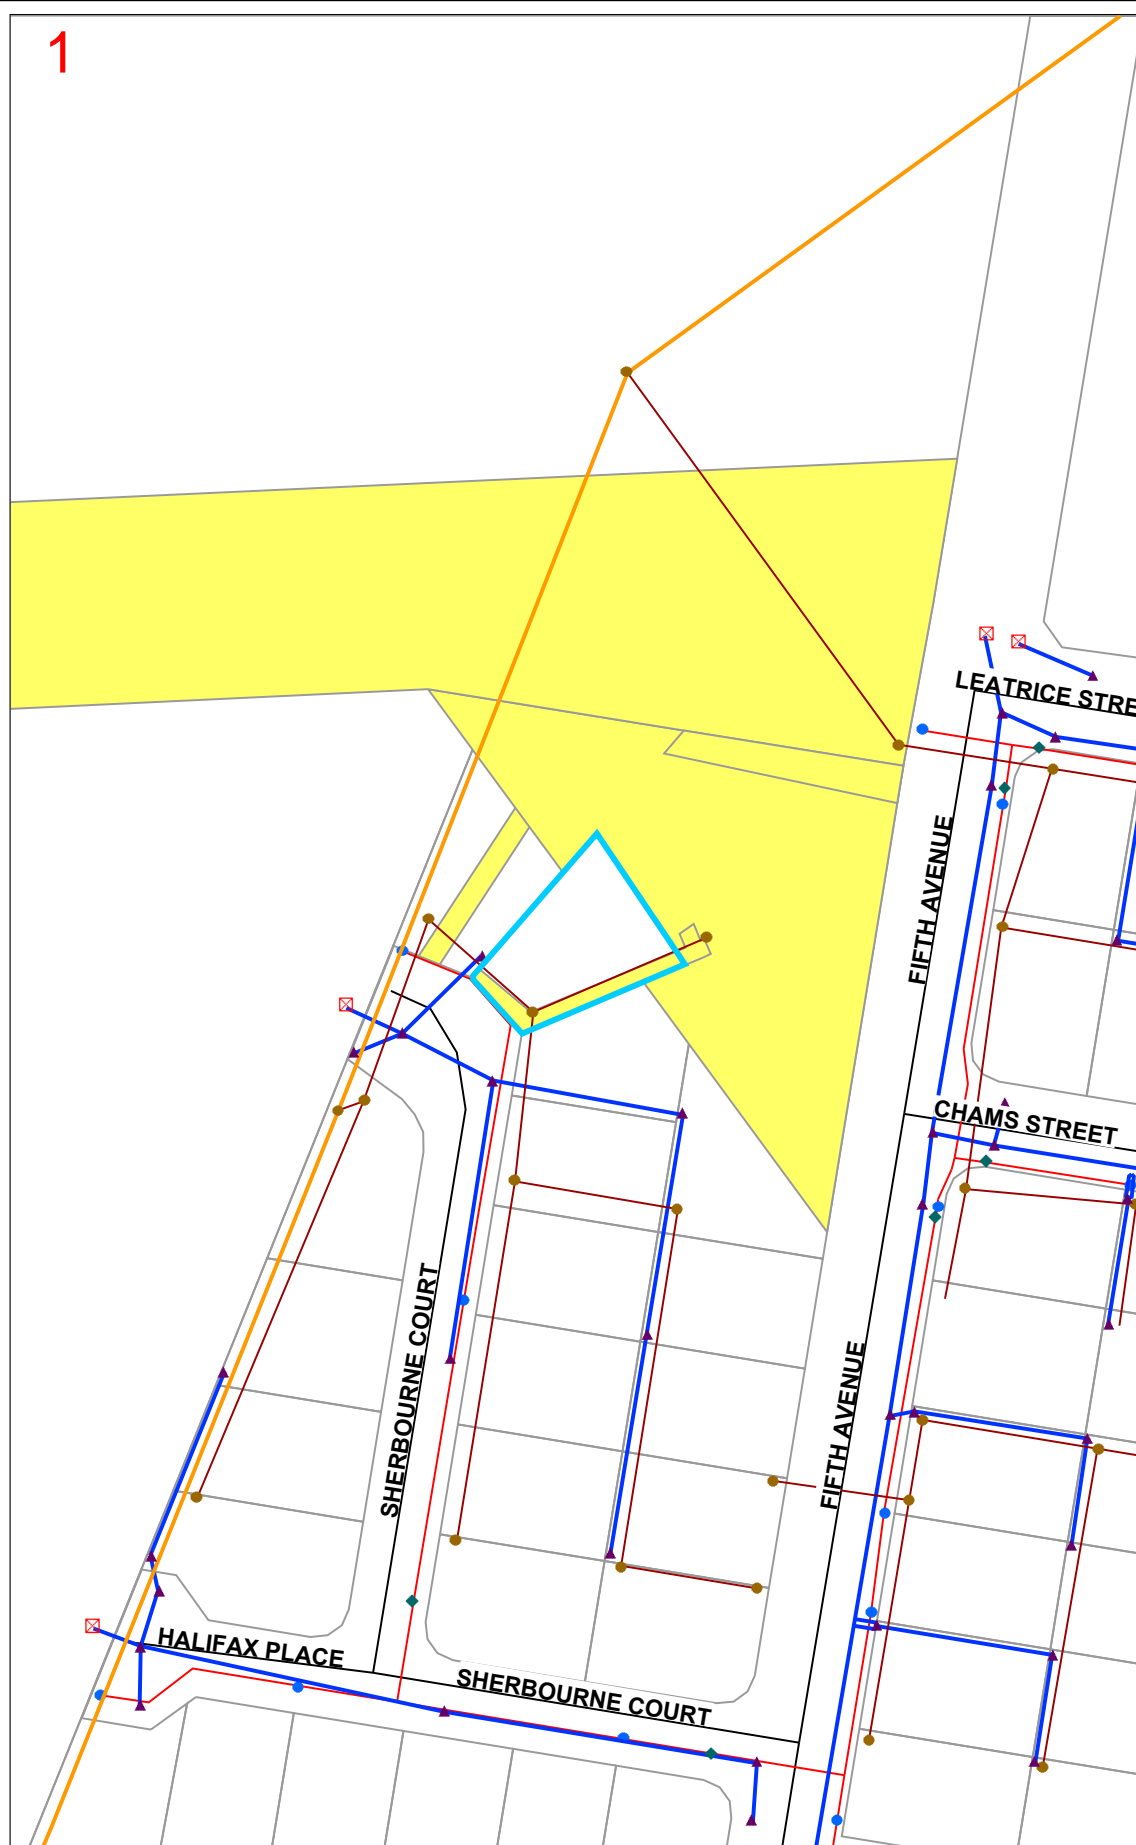 1
LEATRICE STRE
FIFTH AVENUE
CHAMS STREET
SHERBOURNE COURT
FIFTH AVENUE
HALIFAX PLACE
SHERBOURNE COURT